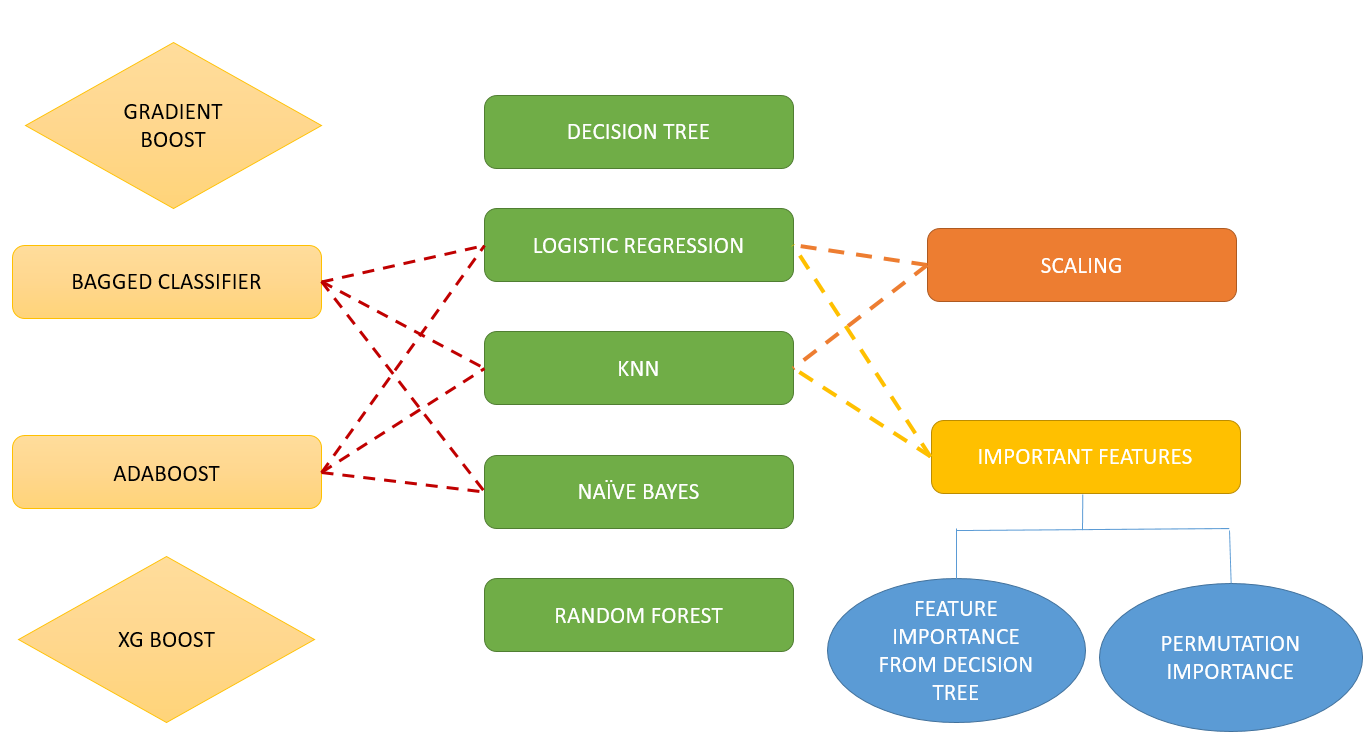 GRADIENT
BOOST
DECISION TREE
LOGISTIC REGRESSION
BAGGED CLASSIFIER
SCALING
KNN
ADABOOST
IMPORTANT FEATURES
NAÏVE BAYES
XG BOOST
RANDOM FOREST
FEATURE
IMPORTANCE
FROM DECISION
TREE
PERMUTATION
IMPORTANCE